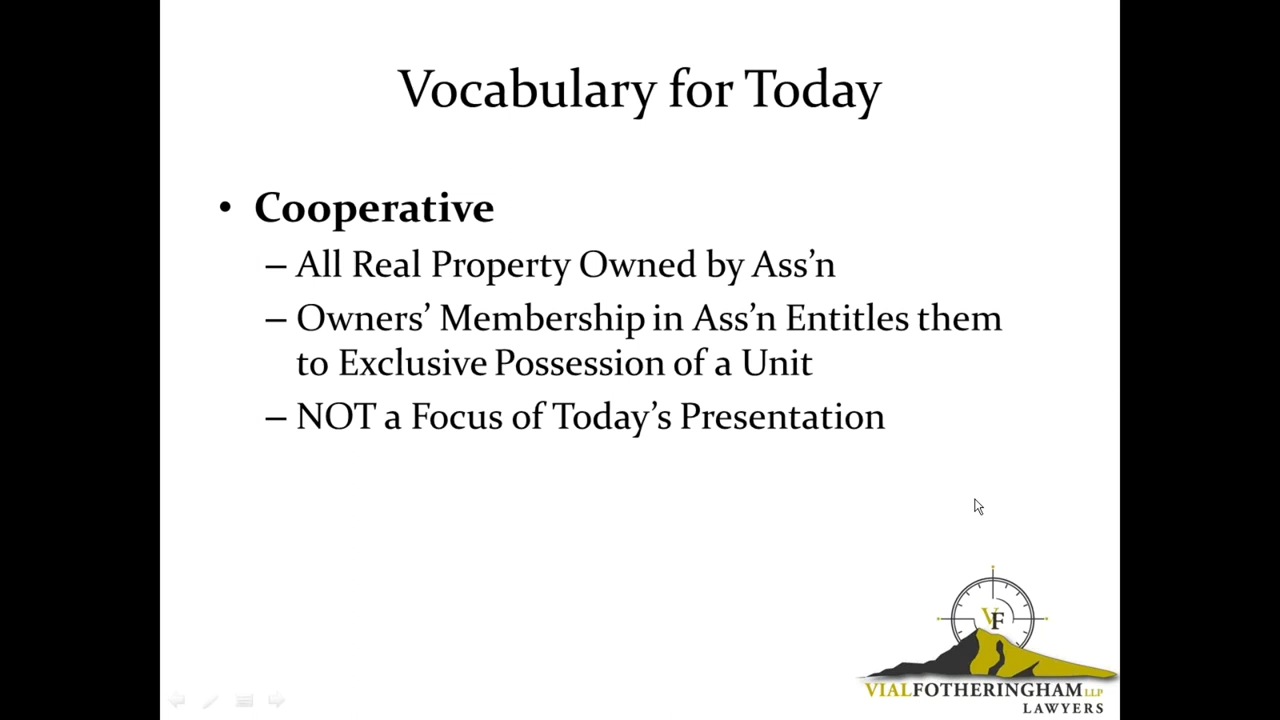 Vocabulary for Today
• Cooperative
– All Real Property Owned by Ass’n
– Owners’ Membership in Ass’n Entitles them
to Exclusive Possession of a Unit
– NOT a Focus of Today’s Presentation
VF
VIALFOTHERINGHAM LLP
LAWYERS